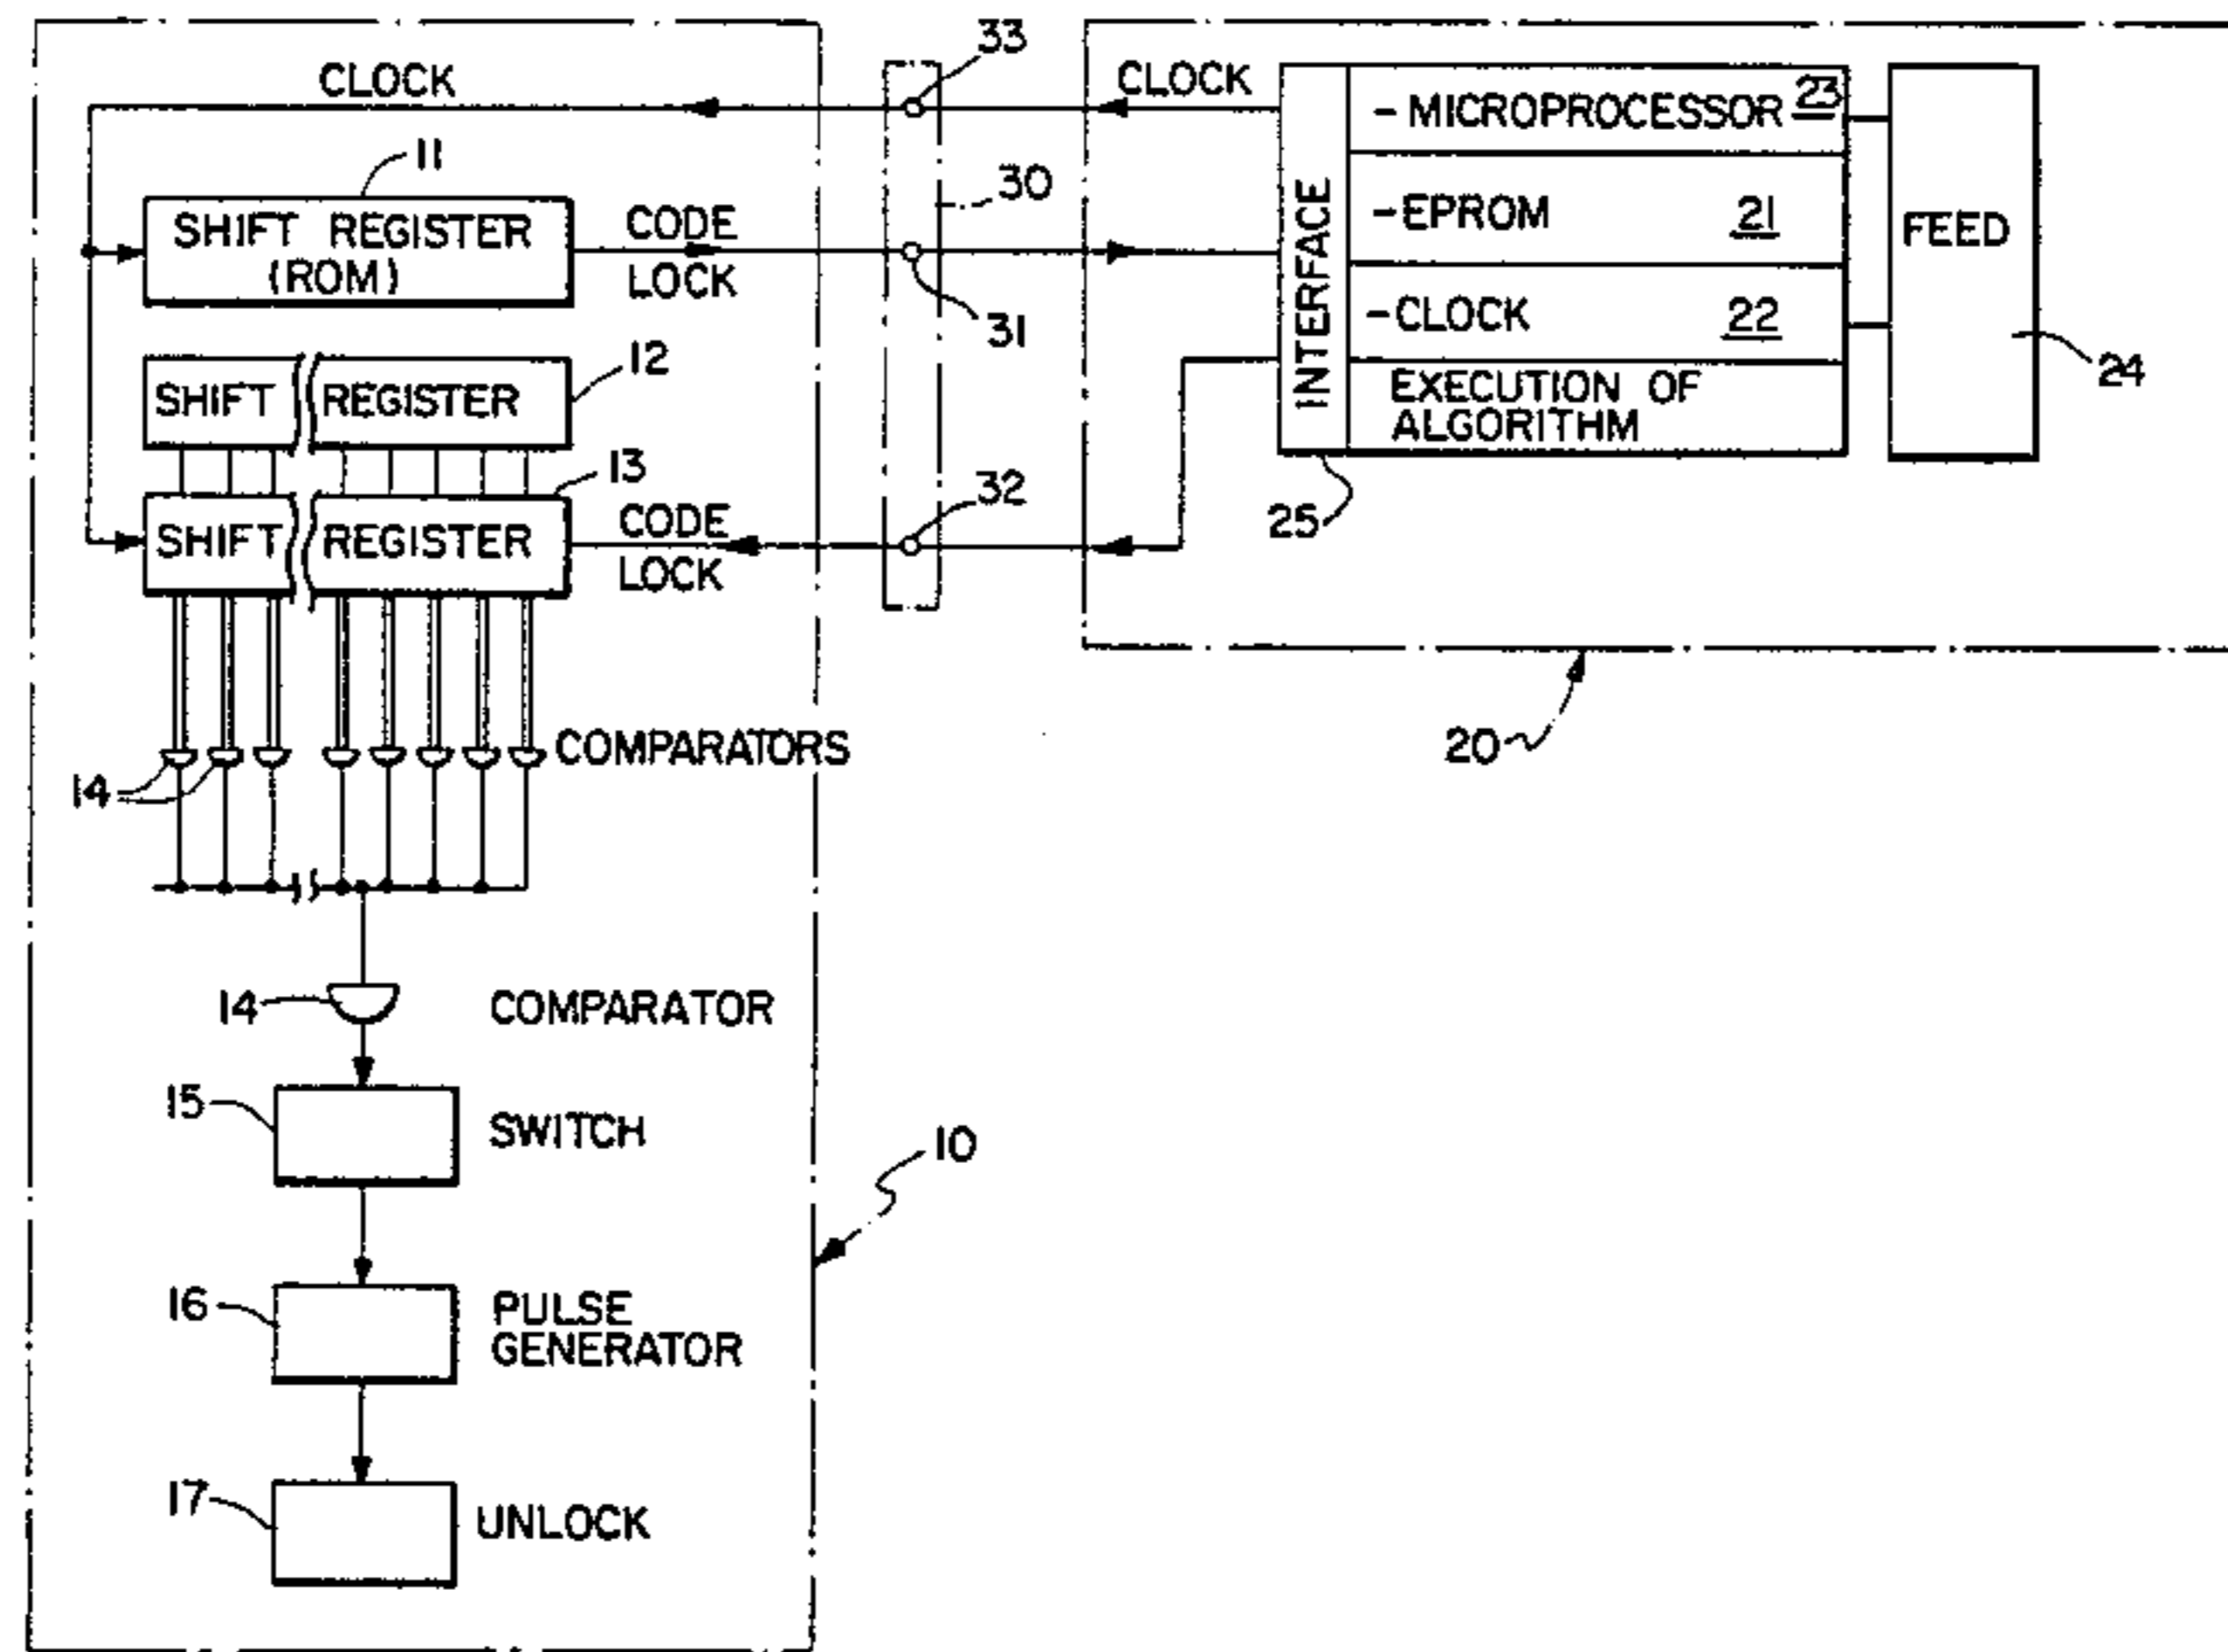 33
CLOCK
CLOCK
- MICROPROCESSOR 23
11
30
SHIFT REGISTER
(ROM)
CODE
LOCK
INTERFACE
- EPROM 21
FEED
31
- CLOCK 22
12
24
SHIFT REGISTER
EXECUTION OF
ALGORITHM
13
32
SHIFT REGISTER
CODE
LOCK
25
COMPARATORS
20
14
14
COMPARATOR
15
SWITCH
10
16
PULSE
GENERATOR
17
UNLOCK